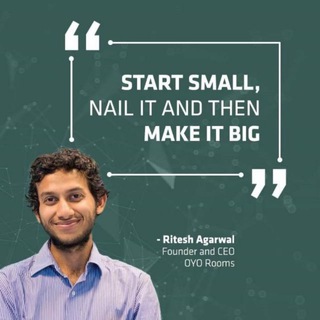 “
START SMALL,
NAIL IT AND THEN
MAKE IT BIG
”
- Ritesh Agarwal
Founder and CEO
OYO Rooms